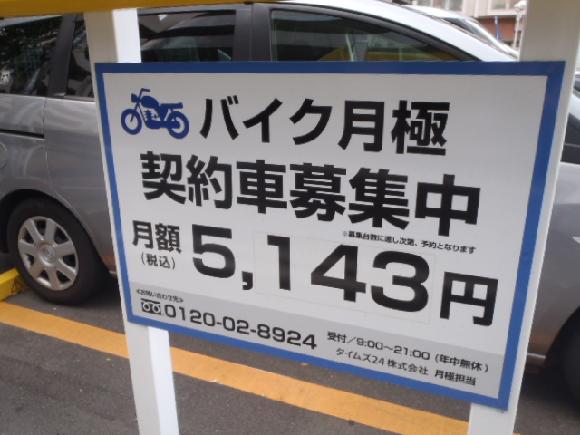 バイク月極
契約車募集中
※募集台数に達し次第、予約となります
月額
(税込)
5,143円
≪お問い合わせ先≫
0120-02-8924
受付／9:00~21:00 (年中無休)
タイムズ24株式会社 月極担当